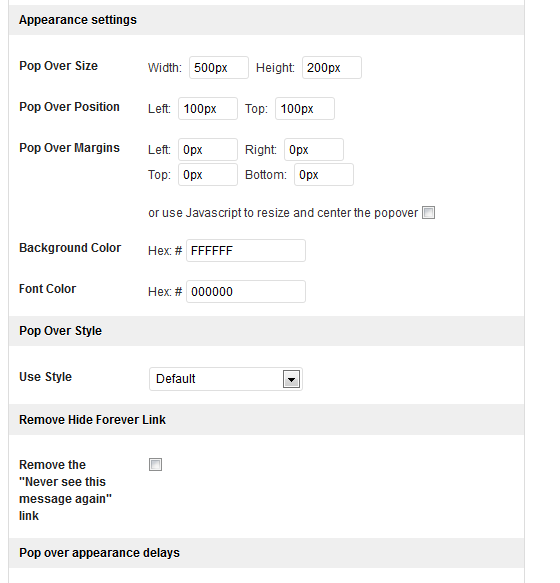 Appearance settings
Pop Over Size Width: 500px Height: 200px
Pop Over Position Left: 100px Top: 100px
Pop Over Margins Left: 0px Right: 0px
Top: 0px Bottom: 0px
or use Javascript to resize and center the popover
Background Color Hex: # FFFFFF
Font Color Hex: # 000000
Pop Over Style
Use Style Default
Remove Hide Forever Link
Remove the
"Never see this
message again"
link
Pop over appearance delays